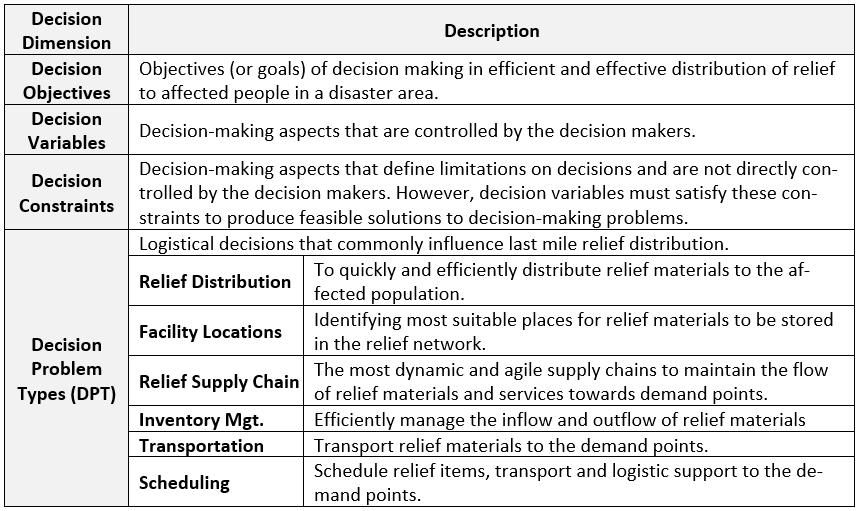 Decision
Dimension
Description
Decision
Objectives
Objectives (or goals) of decision making in efficient and effective distribution of relief
to affected people in a disaster area.
Decision
Variables
Decision-making aspects that are controlled by the decision makers.
Decision
Constraints
Decision-making aspects that define limitations on decisions and are not directly con-
trolled by the decision makers. However, decision variables must satisfy these con-
straints to produce feasible solutions to decision-making problems.
Decision
Problem
Types (DPT)
Logistical decisions that commonly influence last mile relief distribution.
Relief Distribution
To quickly and efficiently distribute relief materials to the af-
fected population.
Facility Locations
Identifying most suitable places for relief materials to be stored
in the relief network.
Relief Supply Chain
The most dynamic and agile supply chains to maintain the flow
of relief materials and services towards demand points.
Inventory Mgt.
Efficiently manage the inflow and outflow of relief materials
Transportation
Transport relief materials to the demand points.
Scheduling
Schedule relief items, transport and logistic support to the de-
mand points.